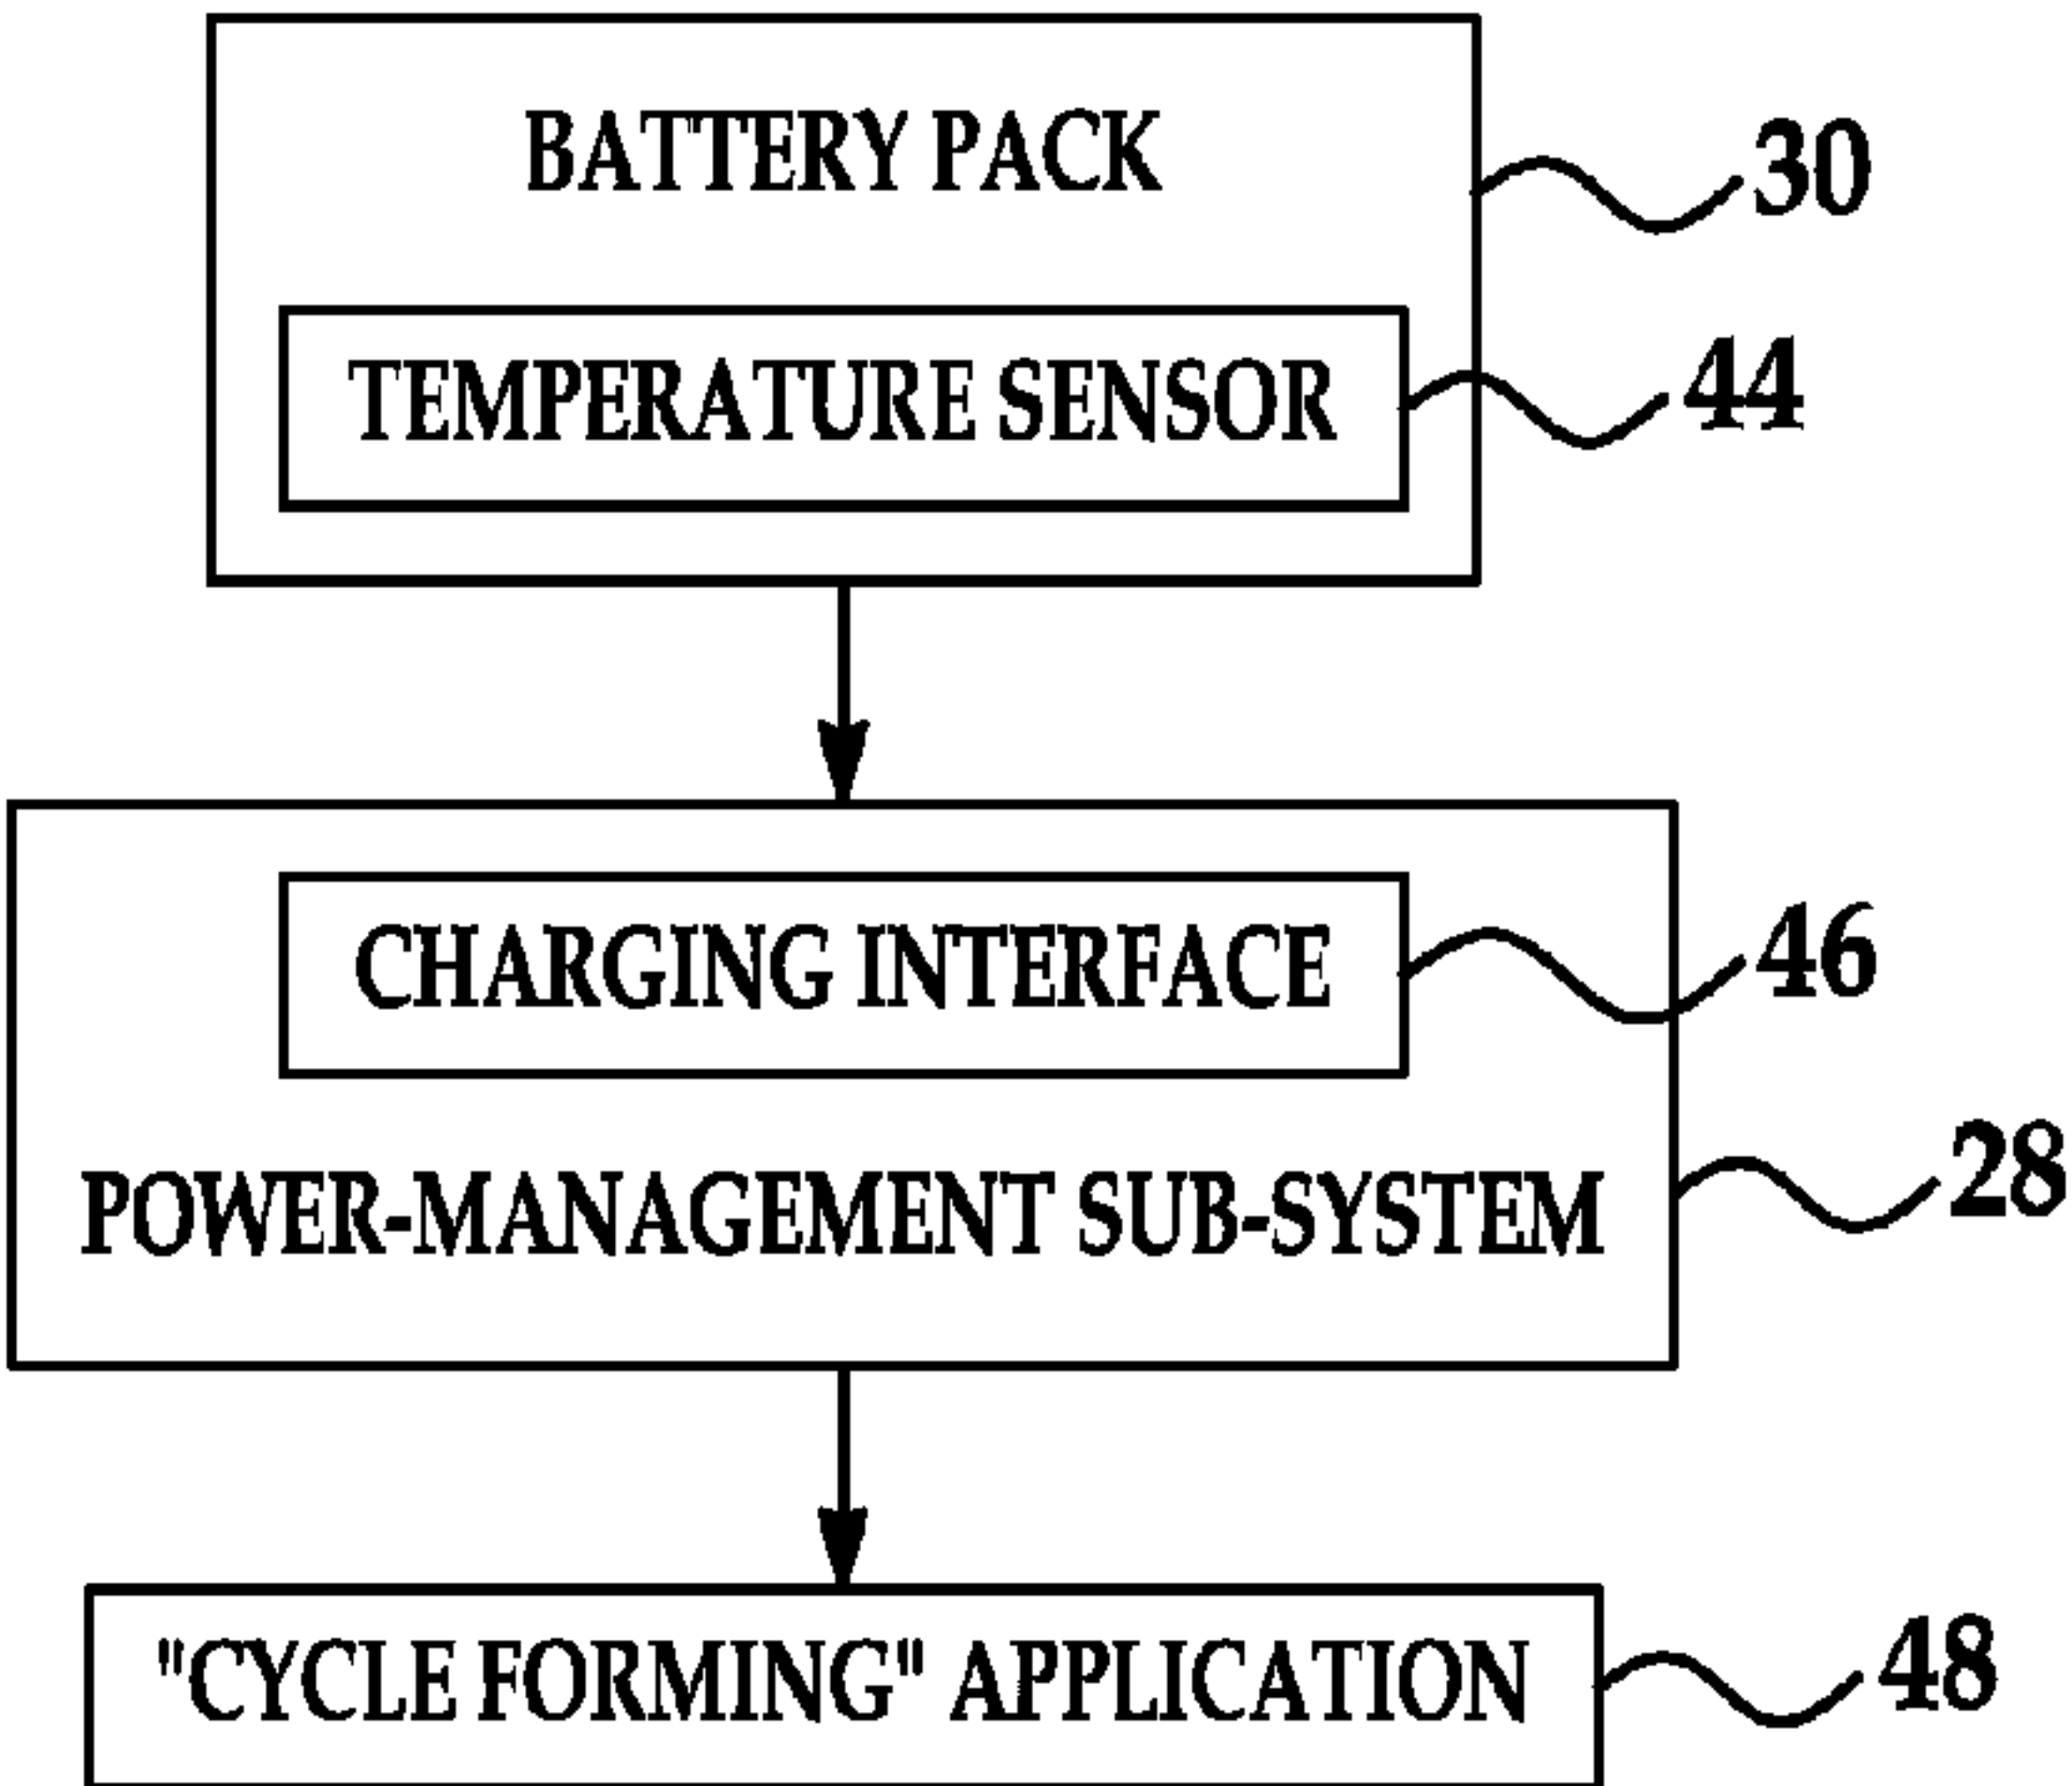 BATTERY PACK
30
TEMPERATURE SENSOR
44
CHARGING INTERFACE
46
POWER-MANAGEMENT SUB-SYSTEM
28
"CYCLE FORMING" APPLICATION
48